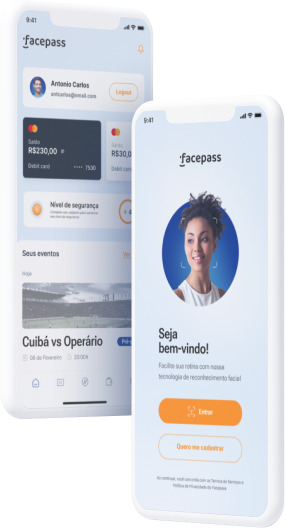 9:41
facepass
Antonio Carlos
antcarlos@email.com
Logout
Saldo
R$230,00
Debit card
7530
Saldo
R$30,0
Debit card
Nível de segurança
Seus eventos
Hoje
Cuibá vs Operário
08 de Fevereiro
20:00h
9:41
facepass
Seja
bem-vindo!
Facilite sua rotina com nossa
tecnologia de reconhecimento facial
Entrar
Quero me cadastrar
Ao continuar, você concorda com os Termos de Serviços e
Política de Privacidade do Facepass